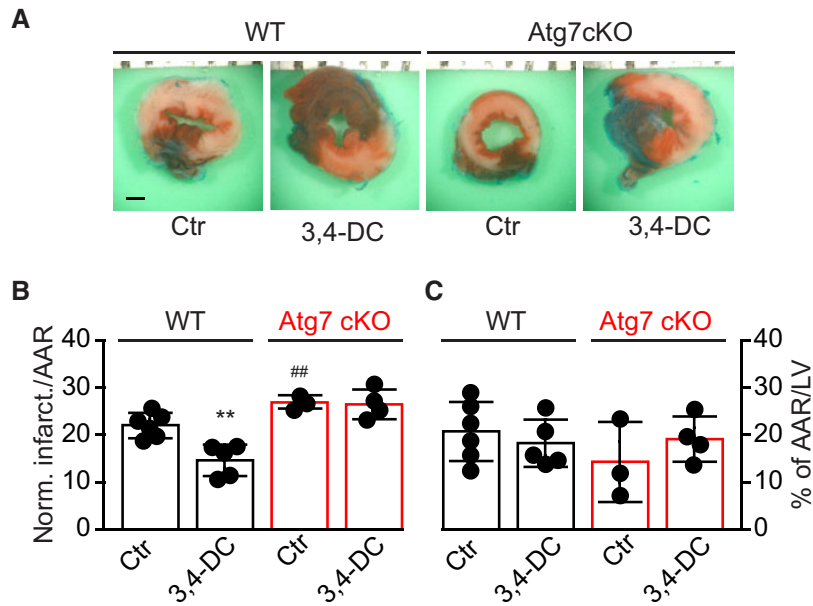 A
WT
Atg7cKO
Ctr
3,4-DC
Ctr
3,4-DC
B
WT
Atg7 cKO
Norm. infarct./AAR
40
30
20
10
0
**
##
Ctr
3,4-DC
Ctr
3,4-DC
C
WT
Atg7 cKO
40
30
20
10
0
% of AAR/LV
Ctr
3,4-DC
Ctr
3,4-DC